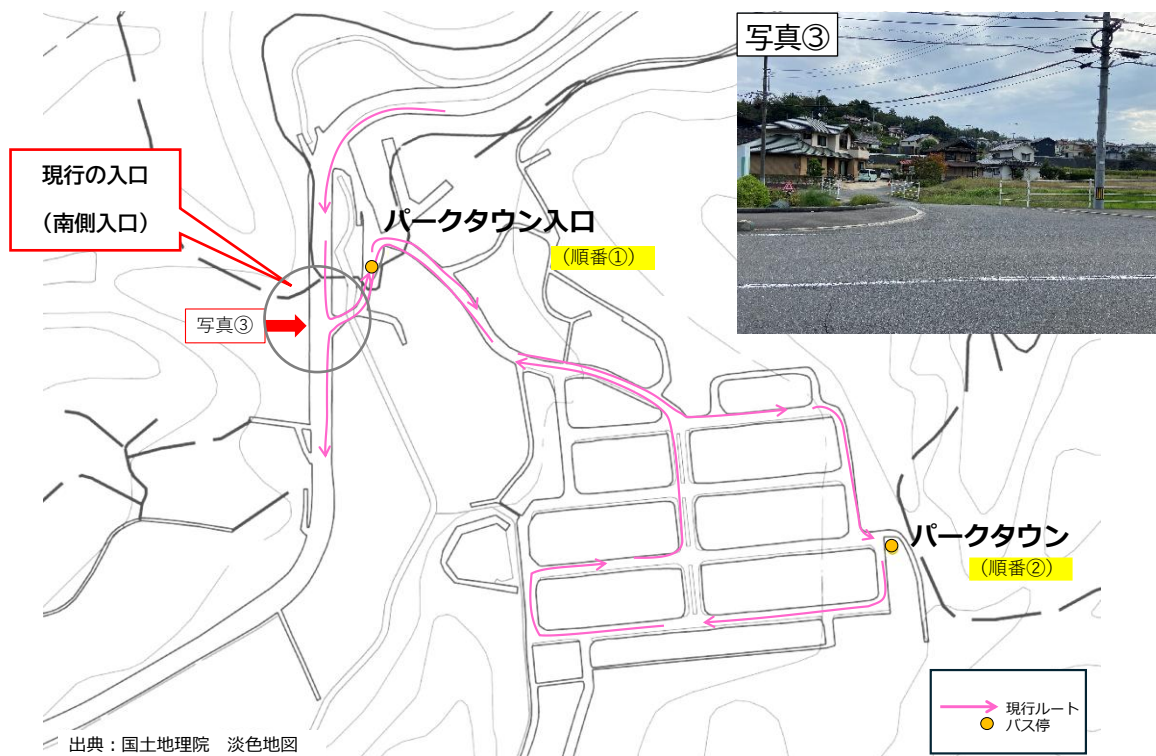 写真③
現行の入口
（南側入口）
パークタウン入口
（順番①）
写真③
パークタウン
（順番②）
現行ルート
バス停
出典：国土地理院　淡色地図